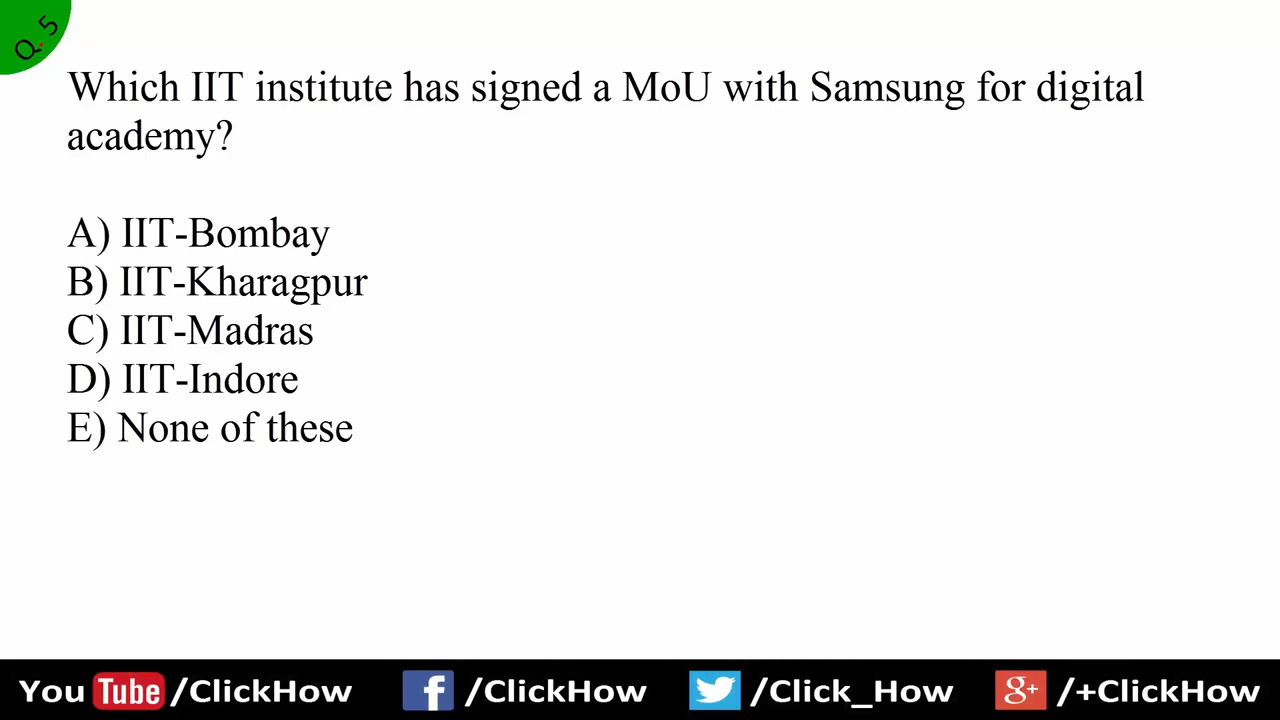 Q. 5
Which IIT institute has signed a MoU with Samsung for digital
academy?
A) IIT-Bombay
B) IIT-Kharagpur
C) IIT-Madras
D) IIT-Indore
E) None of these
You Tube /ClickHow f /ClickHow /Click_How g+ /+ClickHow